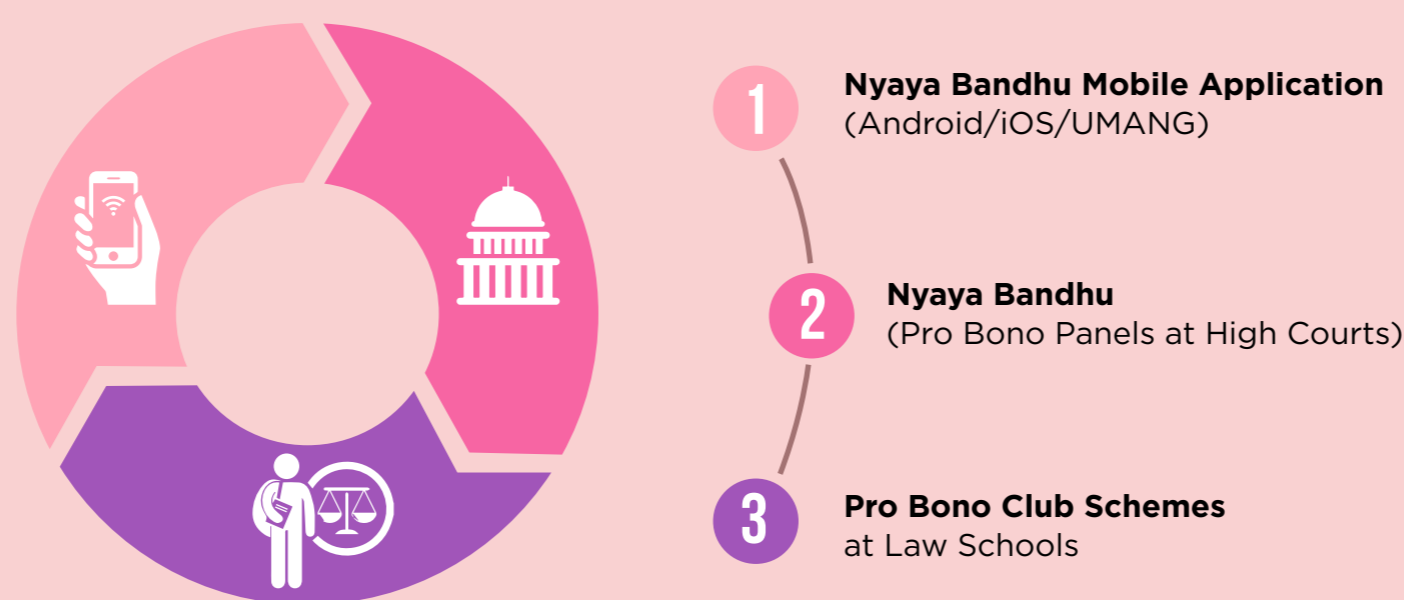 1
Nyaya Bandhu Mobile Application
(Android/iOS/UMANG)
2
Nyaya Bandhu
(Pro Bono Panels at High Courts)
3
Pro Bono Club Schemes
at Law Schools